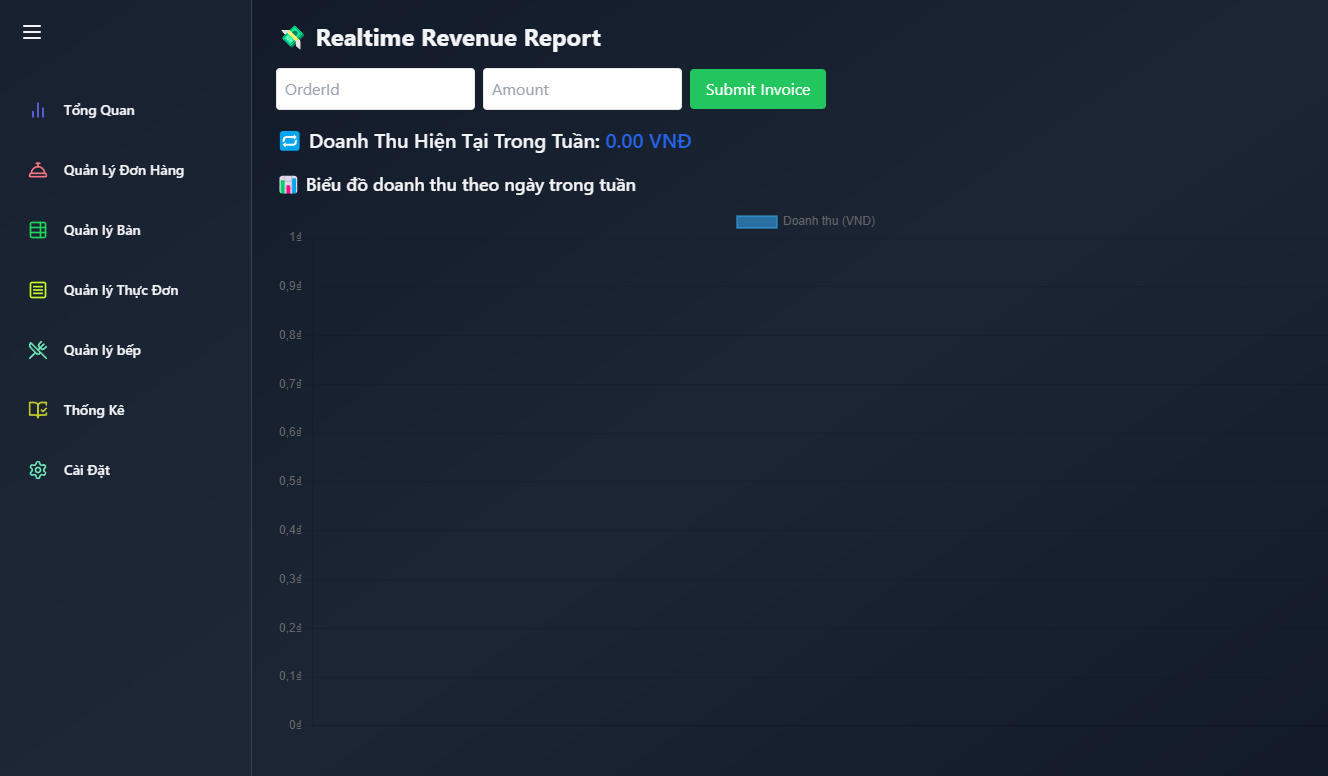 Tổng Quan
Quản Lý Đơn Hàng
Quản lý Bàn
Quản lý Thực Đơn
Quản lý bếp
Thống Kê
Cài Đặt
Realtime Revenue Report
OrderId
Amount
Submit Invoice
Doanh Thu Hiện Tại Trong Tuần: 0.00 VNĐ
Biểu đồ doanh thu theo ngày trong tuần
Doanh thu (VND)
1₫
0,9₫
0,8₫
0,7₫
0,6₫
0,5₫
0,4₫
0,3₫
0,2₫
0,1₫
0₫